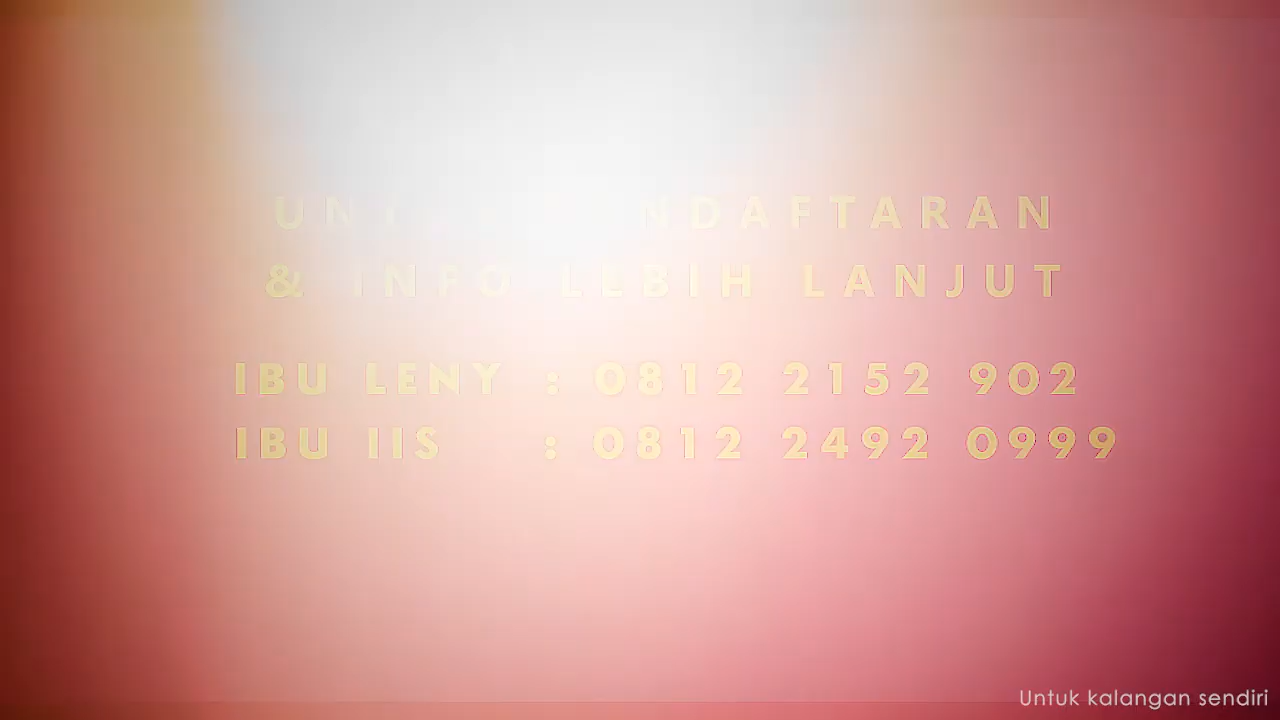 & INFO LEBIH LANJUT
IBU LENY : 0812 2152 902
IBU IIS : 0812 2492 0999
Untuk kalangan sendiri